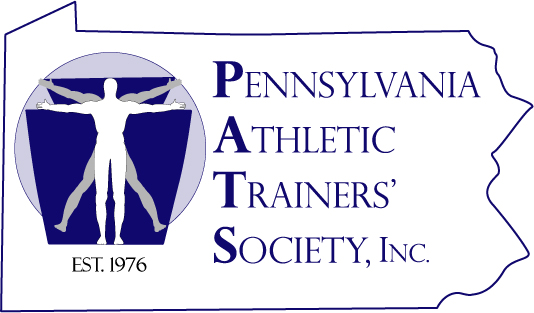 PENNSYLVANIA
ATHLETIC
TRAINERS’
SOCIETY, INC.
EST. 1976